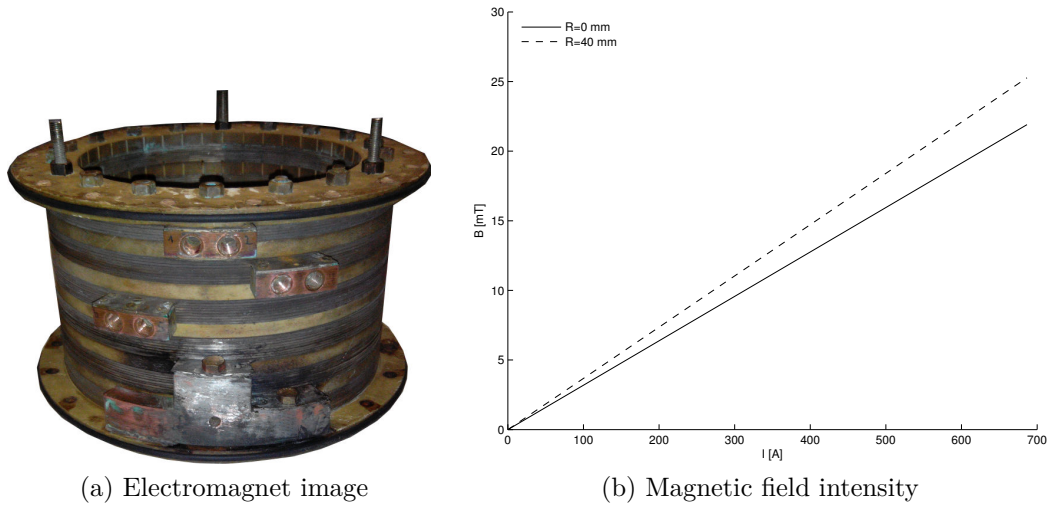 30
R=0 mm
R=40 mm
25
20
15
B [mT]
10
5
0
0 100 200 300 400 500 600 700
I [A]
(a) Electromagnet image
(b) Magnetic field intensity